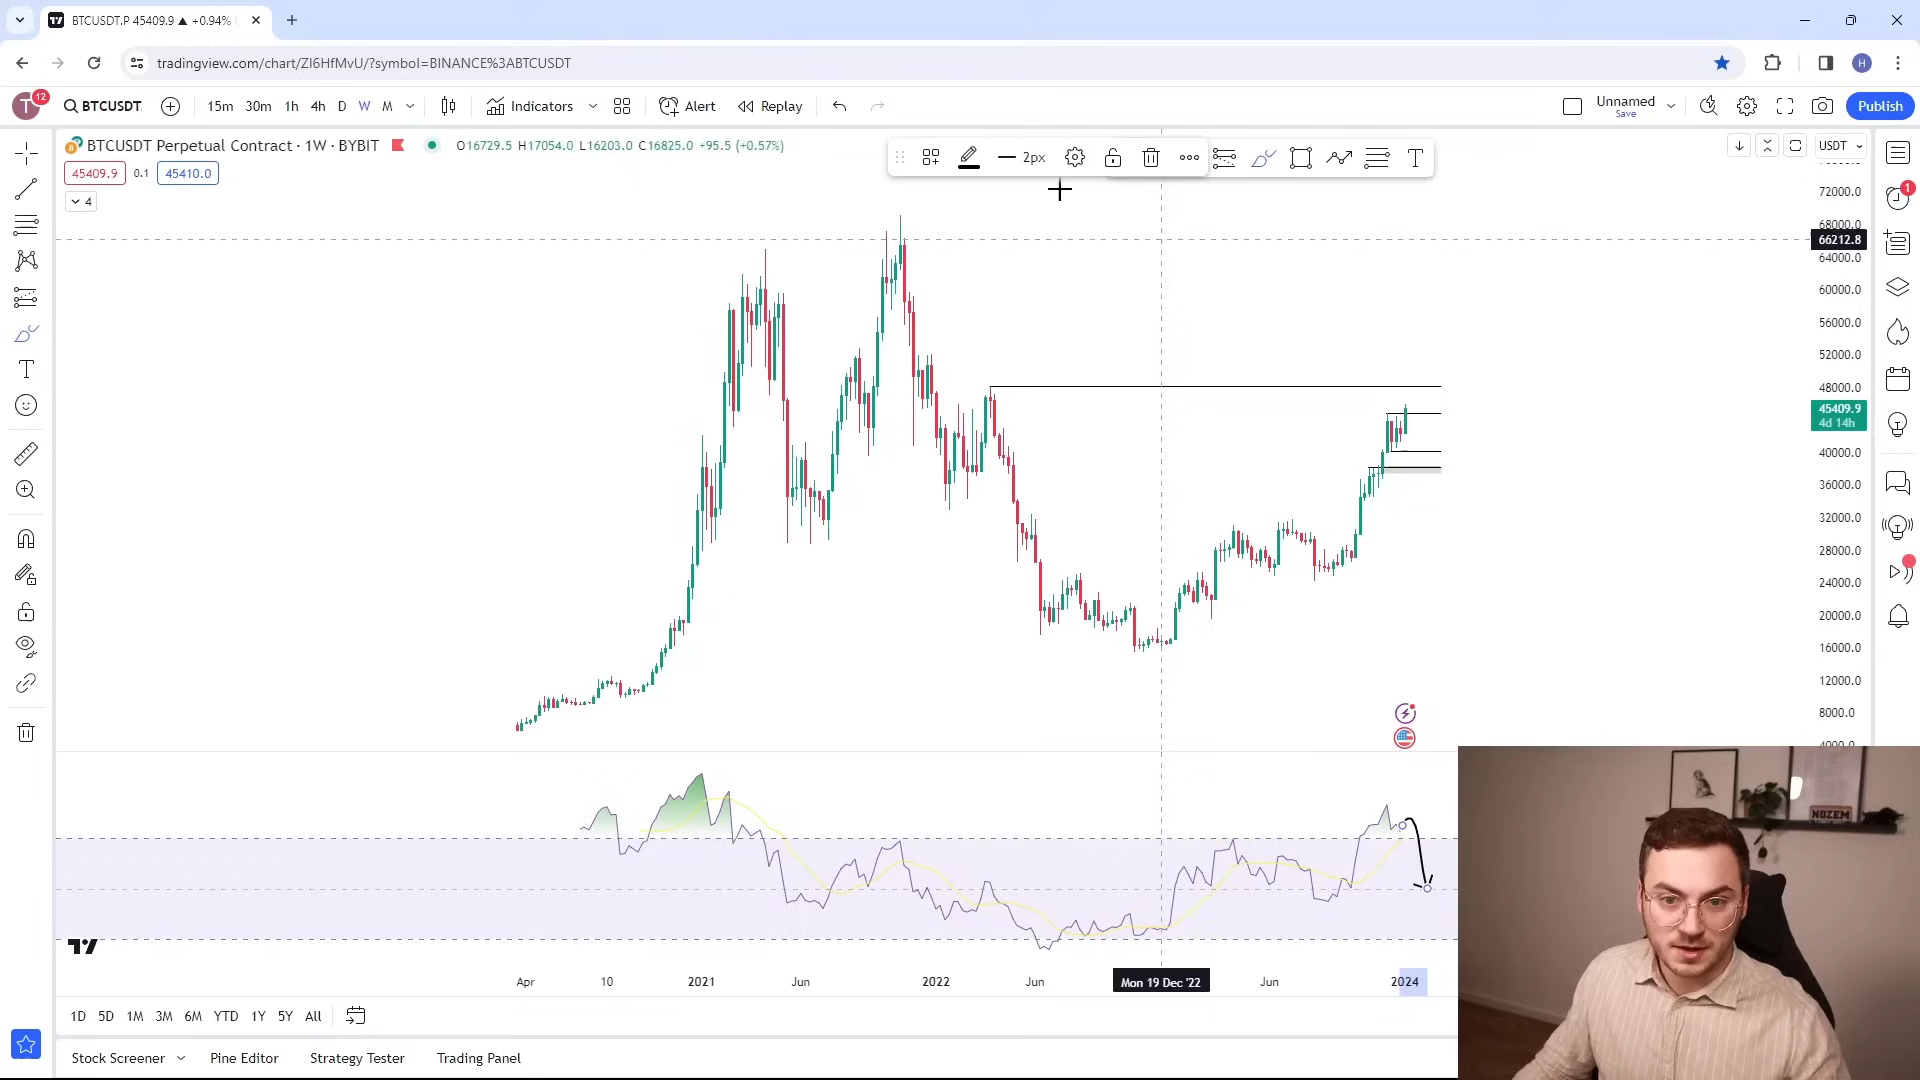 BTCUSDT.P 45409.9 ▲ +0.94%
tradingview.com/chart/ZI6HfMvU/?symbol=BINANCE%3ABTCUSDT
H
T
12
BTCUSDT
15m 30m 1h 4h D W M
Indicators
Alert
Replay
Unnamed
Save
Publish
BTCUSDT Perpetual Contract · 1W · BYBIT
O16729.5 H17054.0 L16203.0 C16825.0 +95.5 (+0.57%)
2px
T
USDT
45409.9 0.1 45410.0
4
72000.0
68000.0
66212.8
64000.0
60000.0
56000.0
52000.0
48000.0
45409.9
4d 14h
40000.0
36000.0
32000.0
28000.0
24000.0
20000.0
16000.0
12000.0
8000.0
4000.0
1
NOZEM
Apr 10 2021 Jun 2022 Jun Mon 19 Dec '22 Jun 2024
1D 5D 1M 3M 6M YTD 1Y 5Y All
Stock Screener Pine Editor Strategy Tester Trading Panel